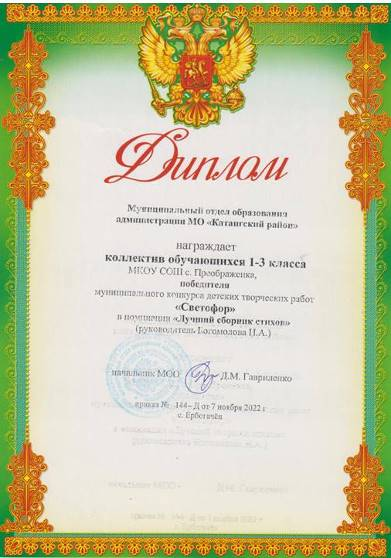 Диплом
Муниципальный отдел образования
администрации МО «Катангский район»
награждает
коллектив обучающихся 1-3 класса
МКОУ СОШ с. Преображенка,
победителя
муниципального конкурса детских творческих работ
«Светофор»
в номинации «Лучший сборник стихов»
(руководитель Богомолова И.А.)
начальник МОО Д.М. Гавриленко
приказ № 144– Д от 7 ноября 2022 г
с. Ербогачён